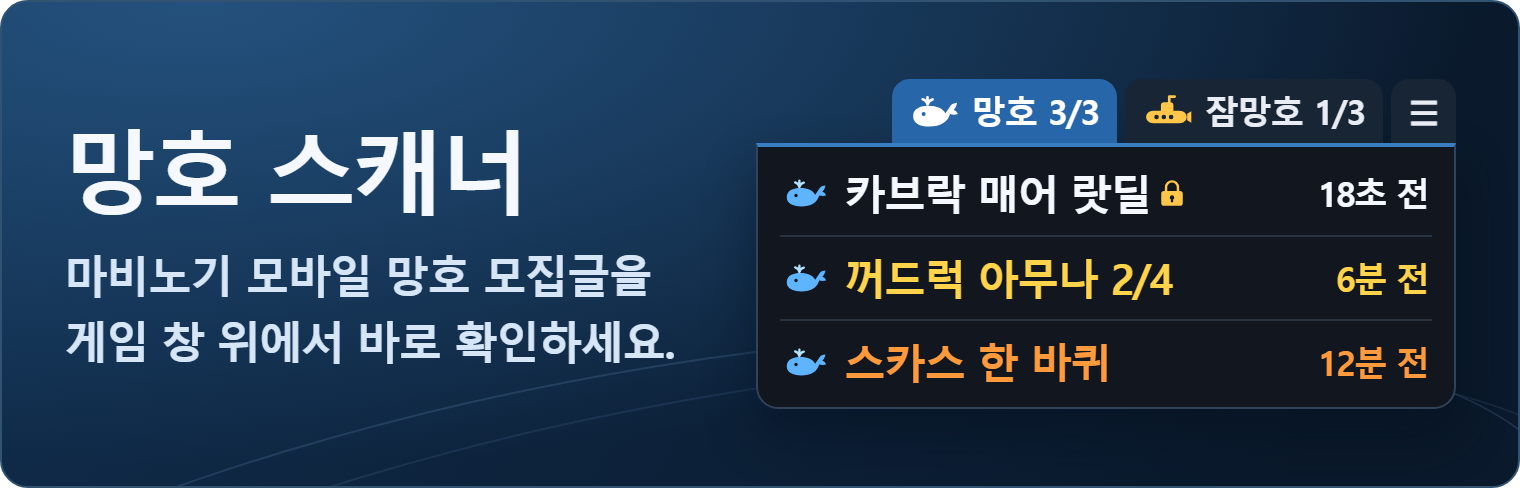 망호 스캐너
마비노기 모바일 망호 모집글을
게임 창 위에서 바로 확인하세요.
망호 3/3
잠망호 1/3
카브락 매어 랏딜
18초 전
꺼드럭 아무나 2/4
6분 전
스카스 한 바퀴
12분 전